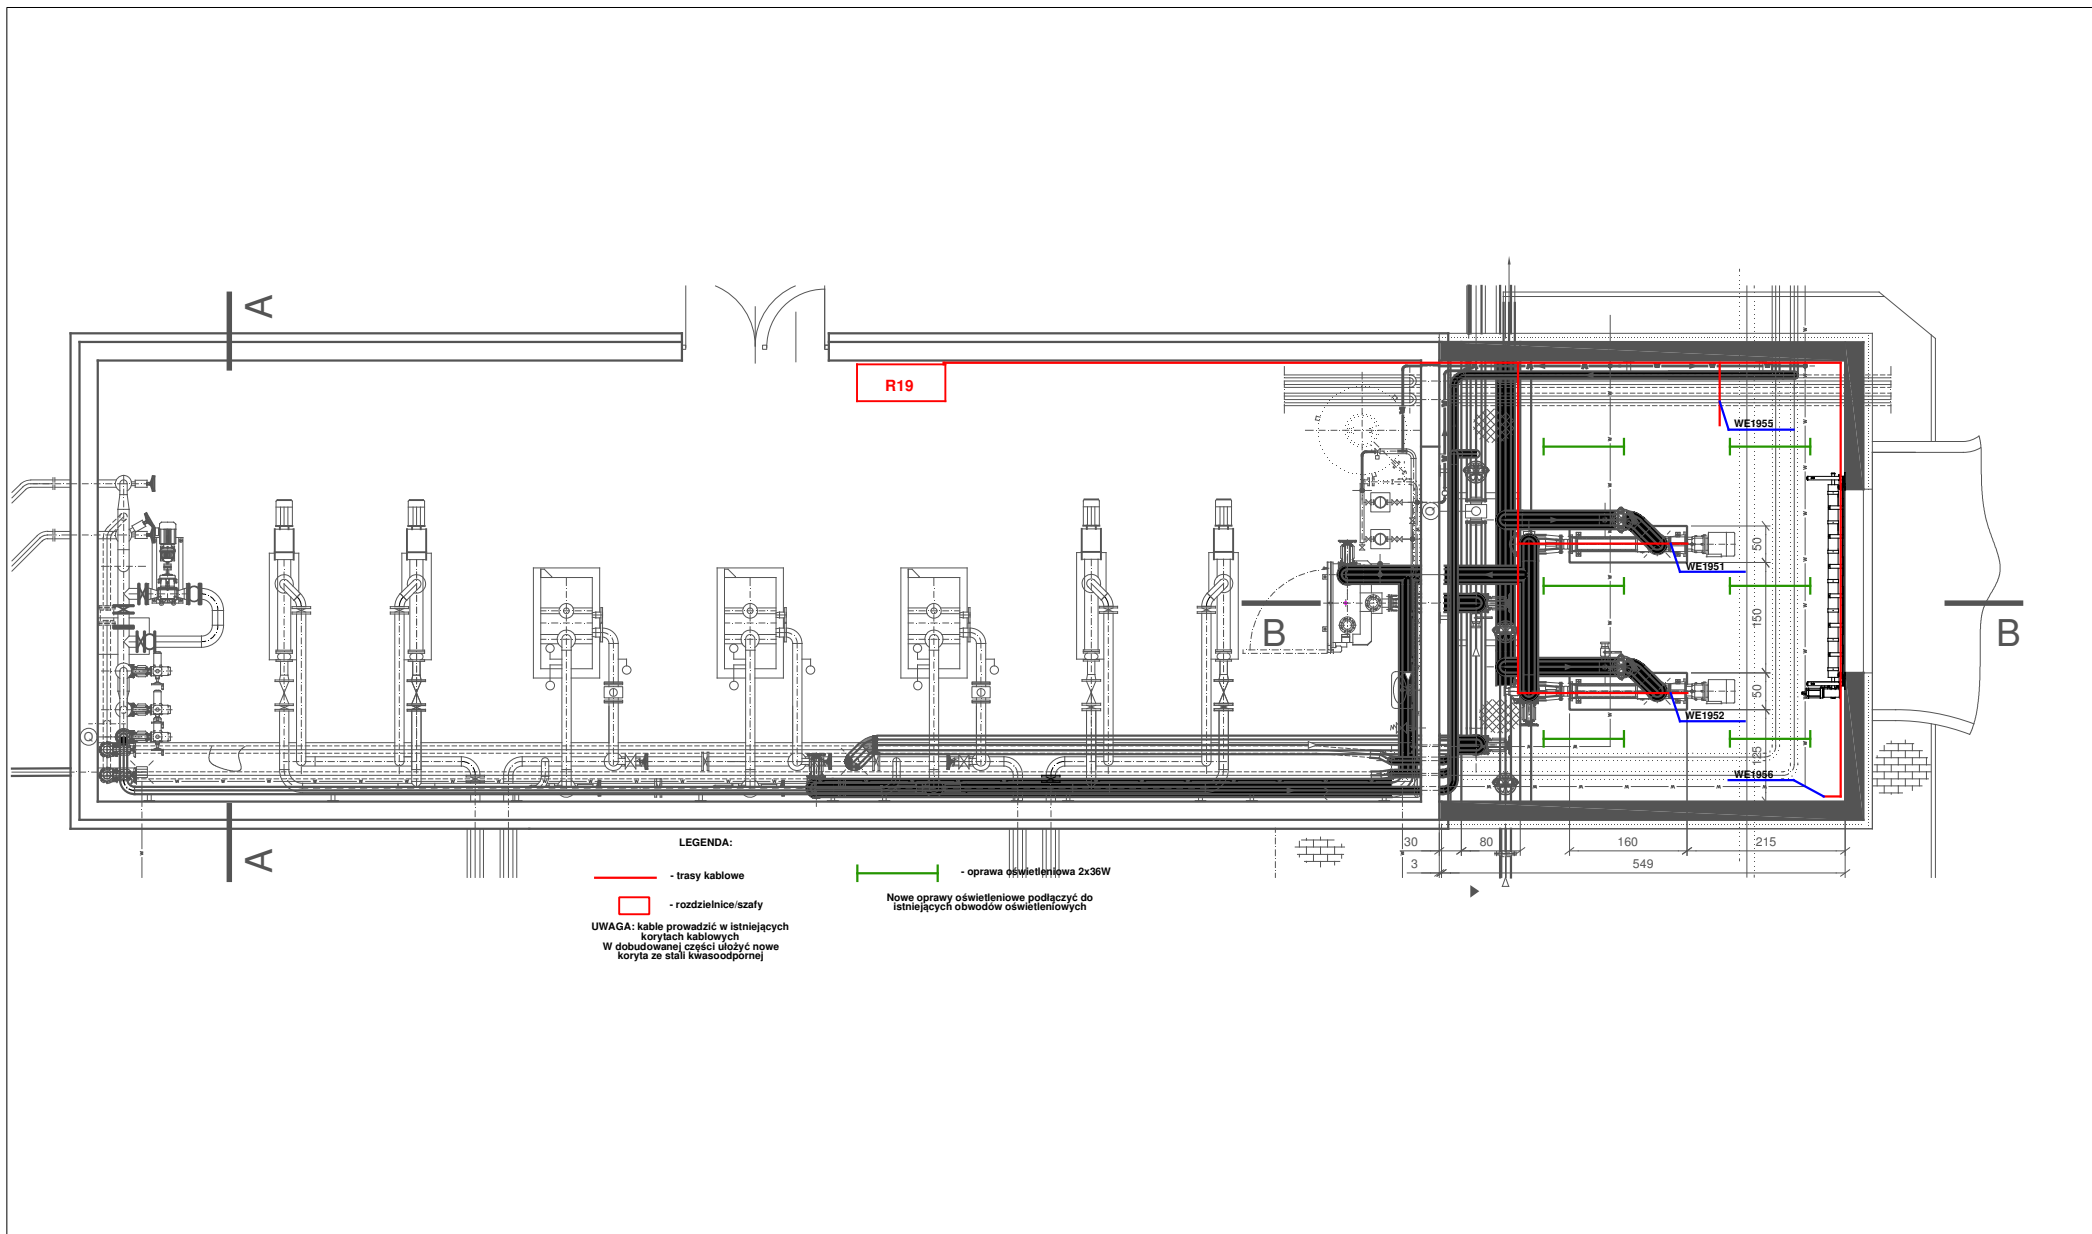 A
R19
WE1955
WE1951
50
150
B
B
50
WE1952
125
WE1956
A
30
80
160
215
3
549
LEGENDA:
- trasy kablowe
- rozdzielnice/szafy
UWAGA: kable prowadzić w istniejących
korytach kablowych
W dobudowanej części ułożyć nowe
koryta ze stali kwasoodpornej
- oprawa oświetleniowa 2x36W
Nowe oprawy oświetleniowe podłączyć do
istniejących obwodów oświetleniowych